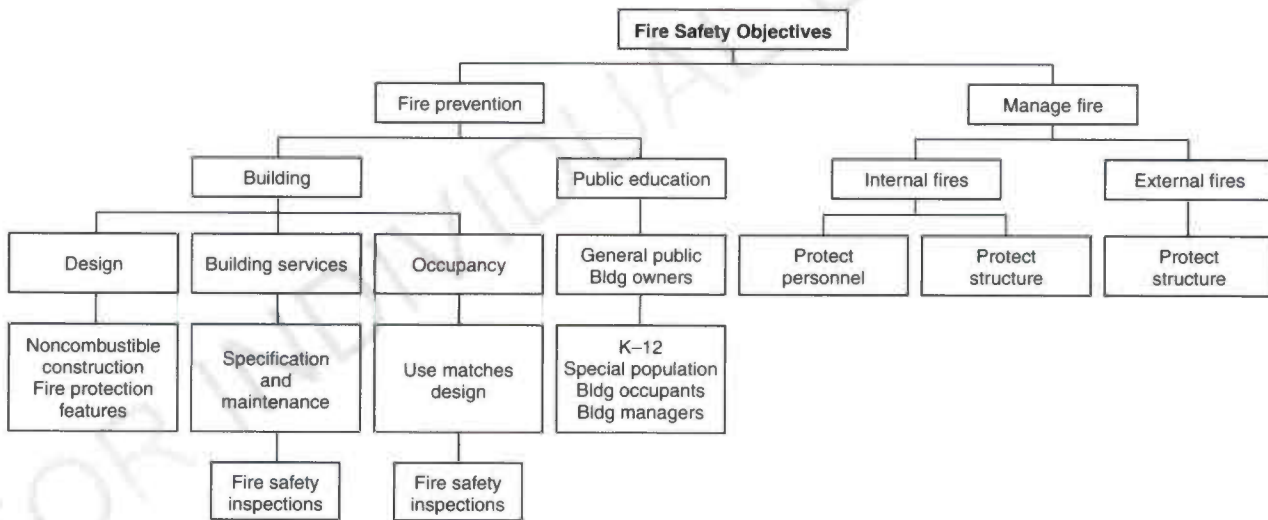 Fire Safety Objectives
Fire prevention
Manage fire
Building
Public education
Internal fires
External fires
Design
Building services
Occupancy
General public
Bldg owners
Protect
personnel
Protect
structure
Protect
structure
Noncombustible
construction
Fire protection
features
Specification
and
maintenance
Use matches
design
K–12
Special population
Bldg occupants
Bldg managers
Fire safety
inspections
Fire safety
inspections
FOR INDIVIDUAL